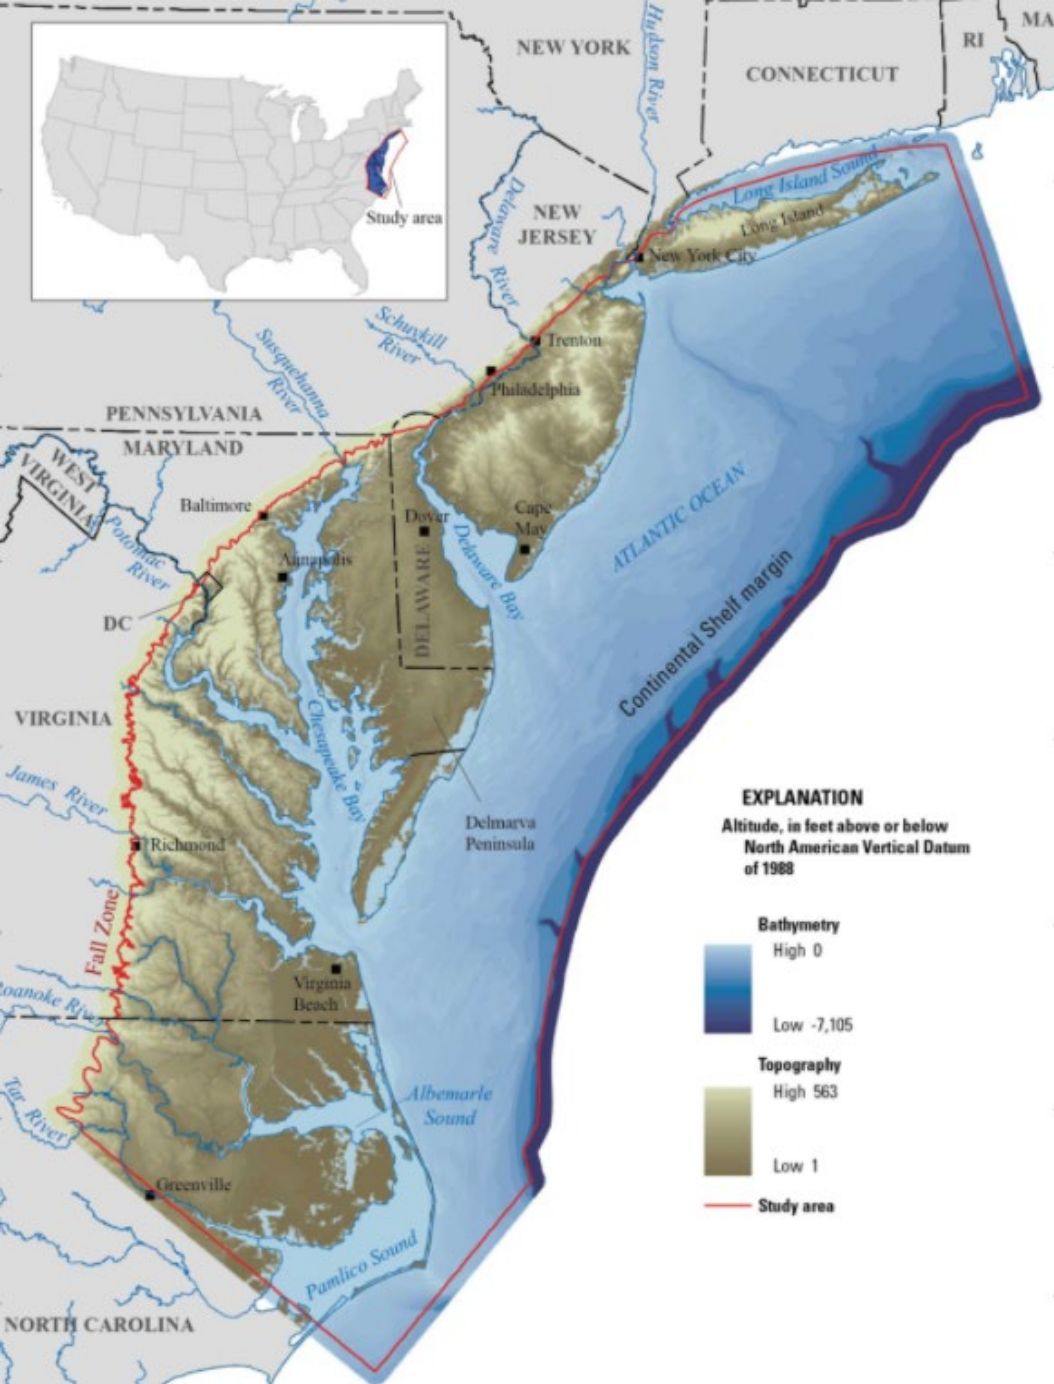 NEW YORK
Hudson River
CONNECTICUT
RI
MA
Study area
Delaware River
NEW
JERSEY
Long Island Sound
Long Island
New York City
Schuykill
River
Susquehanna
River
Trenton
Philadelphia
PENNSYLVANIA
MARYLAND
WEST
VIRGINIA
Baltimore
Potomac
River
Annapolis
Dover
DELAWARE
Cape
May
Delaware Bay
ATLANTIC OCEAN
DC
Continental Shelf margin
VIRGINIA
Chesapeake Bay
James River
Richmond
Delmarva
Peninsula
EXPLANATION
Altitude, in feet above or below
North American Vertical Datum
of 1988
Bathymetry
High 0
Low -7,105
Topography
High 563
Low 1
Study area
Fall Zone
Virginia
Beach
oanoke River
Albemarle
Sound
Tar River
Greenville
Pamlico Sound
NORTH CAROLINA